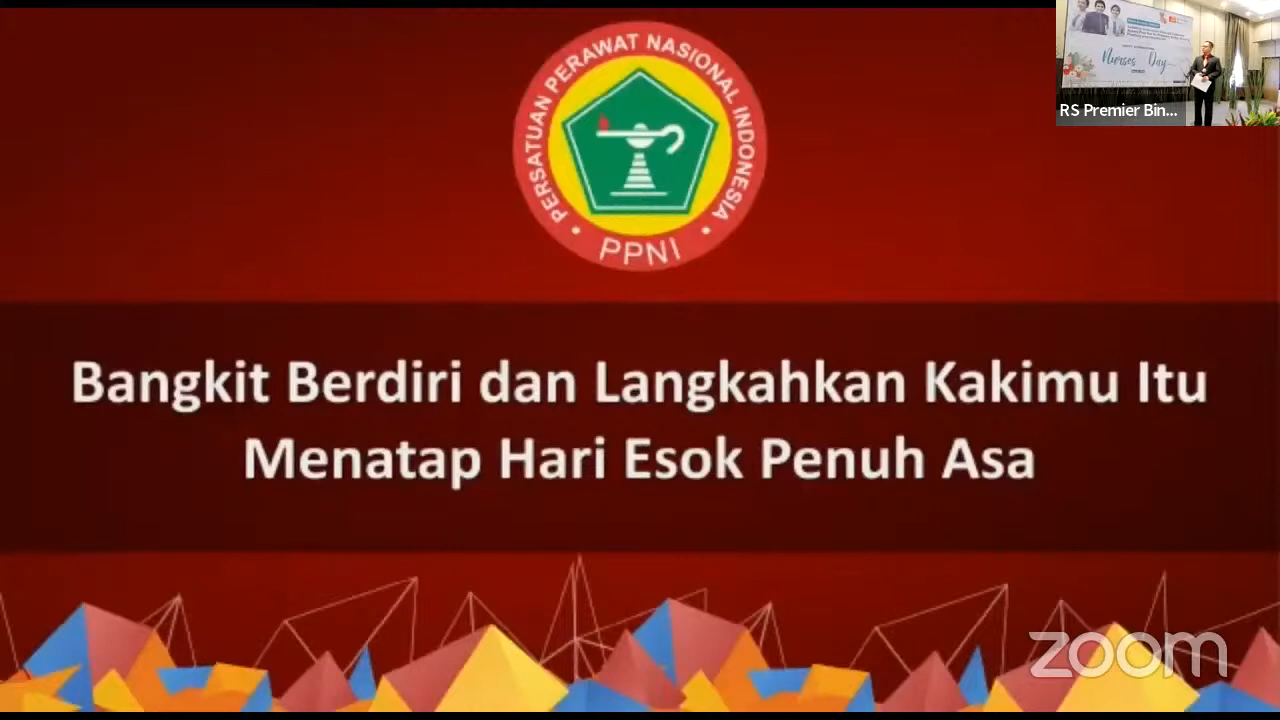 PERSATUAN PERAWAT NASIONAL INDONESIA
PPNI
Bangkit Berdiri dan Langkahkan Kakimu Itu
Menatap Hari Esok Penuh Asa
Nurses Day
RS Premier Bin...
zoom